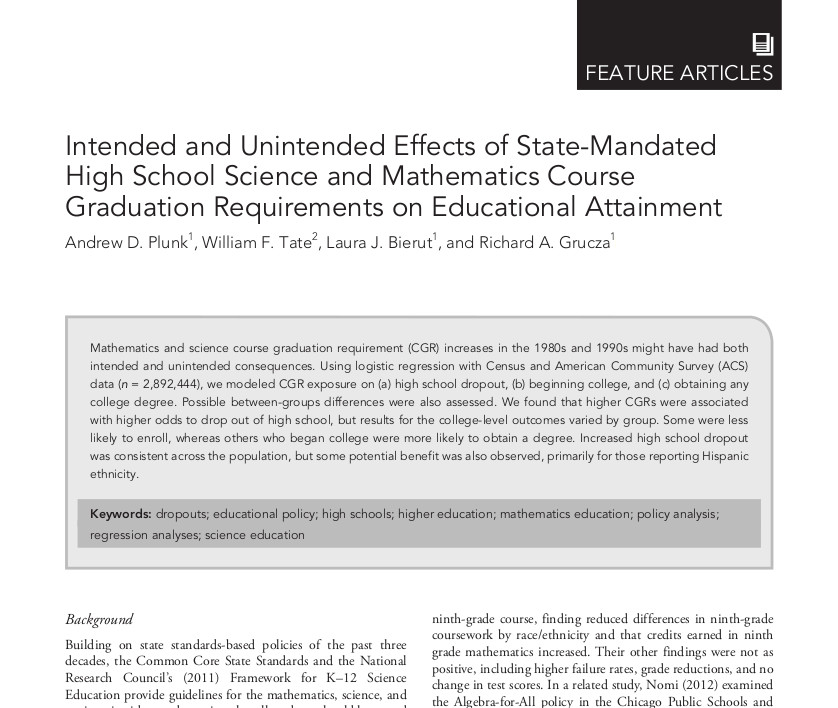 FEATURE ARTICLES
Intended and Unintended Effects of State-Mandated
High School Science and Mathematics Course
Graduation Requirements on Educational Attainment
Andrew D. Plunk1, William F. Tate2, Laura J. Bierut1, and Richard A. Grucza1
Mathematics and science course graduation requirement (CGR) increases in the 1980s and 1990s might have had both
intended and unintended consequences. Using logistic regression with Census and American Community Survey (ACS)
data (n = 2,892,444), we modeled CGR exposure on (a) high school dropout, (b) beginning college, and (c) obtaining any
college degree. Possible between-groups differences were also assessed. We found that higher CGRs were associated
with higher odds to drop out of high school, but results for the college-level outcomes varied by group. Some were less
likely to enroll, whereas others who began college were more likely to obtain a degree. Increased high school dropout
was consistent across the population, but some potential benefit was also observed, primarily for those reporting Hispanic
ethnicity.
Keywords: dropouts; educational policy; high schools; higher education; mathematics education; policy analysis;
regression analyses; science education
Background
Building on state standards-based policies of the past three
decades, the Common Core State Standards and the National
Research Council's (2011) Framework for K–12 Science
Education provide guidelines for the mathematics, science, and
ninth-grade course, finding reduced differences in ninth-grade
coursework by race/ethnicity and that credits earned in ninth
grade mathematics increased. Their other findings were not as
positive, including higher failure rates, grade reductions, and no
change in test scores. In a related study, Nomi (2012) examined
the Algebra-for-All policy in the Chicago Public Schools and